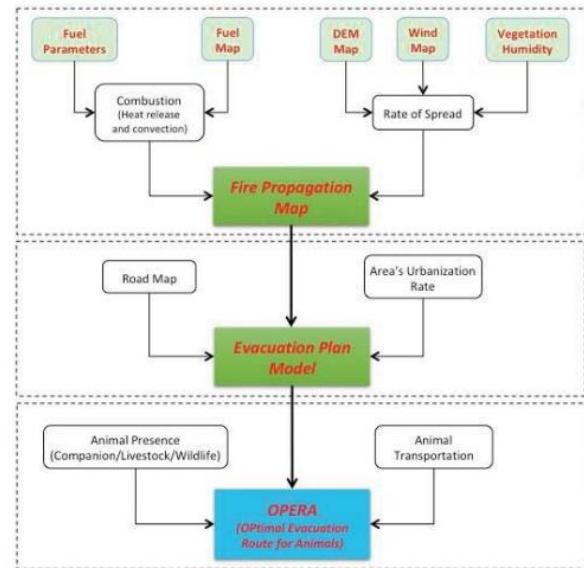 Fuel
Parameters
Fuel
Map
DEM
Map
Wind
Map
Vegetation
Humidity
Combustion
(Heat release
and convection)
Rate of Spread
Fire Propagation
Map
Road Map
Area's Urbanization
Rate
Evacuation Plan
Model
Animal Presence
(Companion/Livestock/Wildlife)
Animal
Transportation
OPERA
(OPtimal Evacuation
Route for Animals)